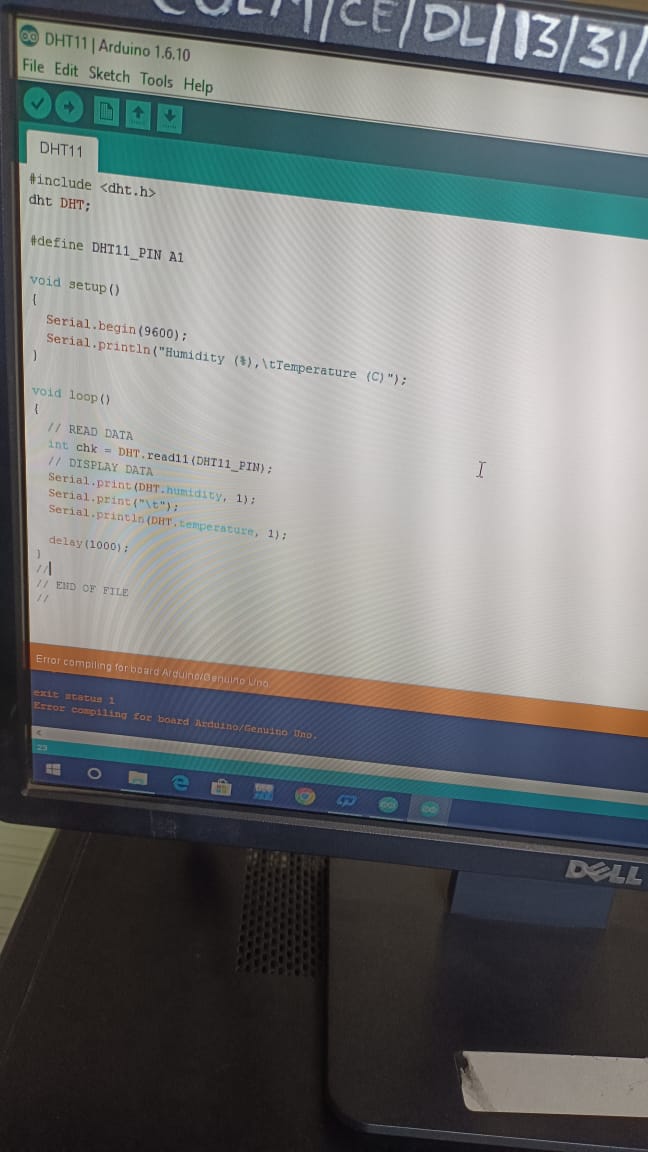 /CE/DL/13/31/
DHT11 | Arduino 1.6.10
File Edit Sketch Tools Help
DHT11
#include <dht.h>
dht DHT;
#define DHT11_PIN A1
void setup()
{
Serial.begin(9600);
Serial.println("Humidity (%),\tTemperature (C)");
}
void loop()
{
// READ DATA
int chk = DHT.read11(DHT11_PIN);
// DISPLAY DATA
Serial.print(DHT.humidity, 1);
Serial.print("\t");
Serial.println(DHT.temperature, 1);
delay(1000);
}
//
// END OF FILE
//
Error compiling for board Arduino/Genuino Uno.
exit status 1
Error compiling for board Arduino/Genuino Uno.
23
DELL